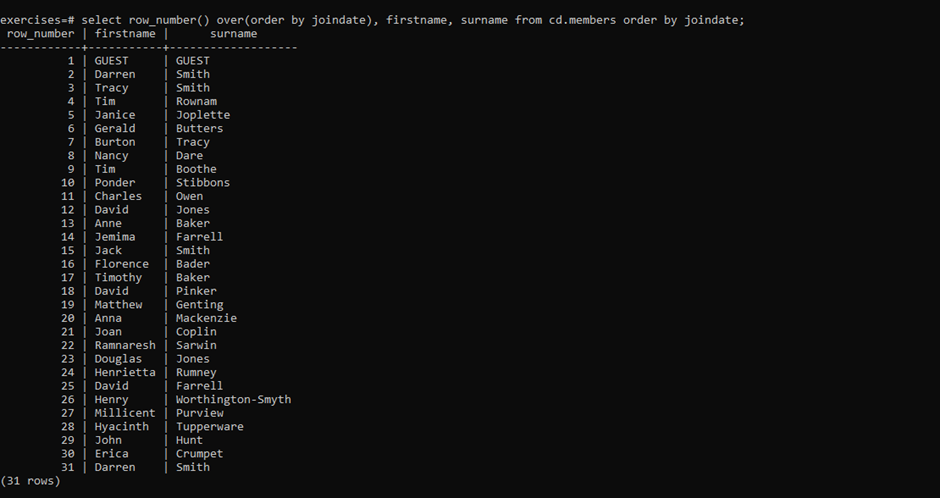 exercises=# select row_number() over(order by joindate), firstname, surname from cd.members order by joindate;
 row_number | firstname |      surname
------------+-----------+-------------------
          1 | GUEST     | GUEST
          2 | Darren    | Smith
          3 | Tracy     | Smith
          4 | Tim       | Rownam
          5 | Janice    | Joplette
          6 | Gerald    | Butters
          7 | Burton    | Tracy
          8 | Nancy     | Dare
          9 | Tim       | Boothe
         10 | Ponder    | Stibbons
         11 | Charles   | Owen
         12 | David     | Jones
         13 | Anne      | Baker
         14 | Jemima    | Farrell
         15 | Jack      | Smith
         16 | Florence  | Bader
         17 | Timothy   | Baker
         18 | David     | Pinker
         19 | Matthew   | Genting
         20 | Anna      | Mackenzie
         21 | Joan      | Coplin
         22 | Ramnaresh | Sarwin
         23 | Douglas   | Jones
         24 | Henrietta | Rumney
         25 | David     | Farrell
         26 | Henry     | Worthington-Smyth
         27 | Millicent | Purview
         28 | Hyacinth  | Tupperware
         29 | John      | Hunt
         30 | Erica     | Crumpet
         31 | Darren    | Smith
(31 rows)